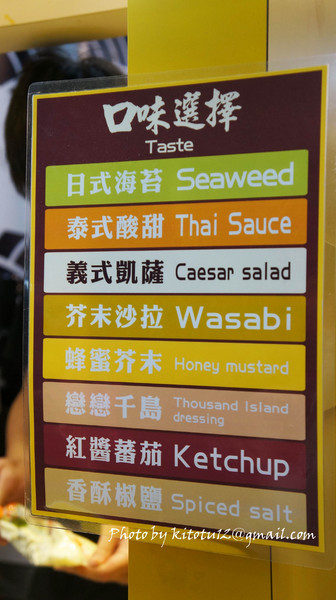 口味選擇
Taste
日式海苔 Seaweed
泰式酸甜 Thai Sauce
義式凱薩 Caesar salad
芥末沙拉 Wasabi
蜂蜜芥末 Honey mustard
戀戀千島 Thousand Island
dressing
紅醬蕃茄 Ketchup
香酥椒鹽 Spiced salt
Photo by kitotu12@gmail.com